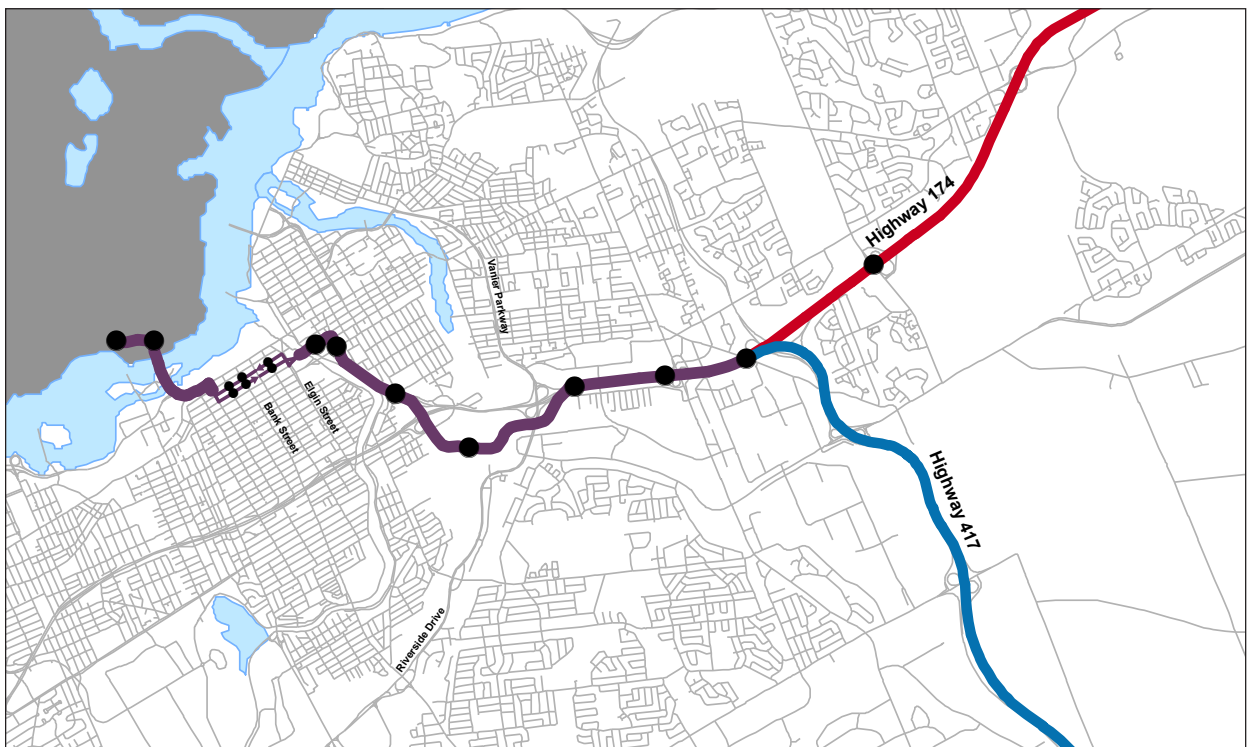 Highway 174
Vanier Parkway
Elgin Street
Bank Street
Highway 417
Riverside Drive